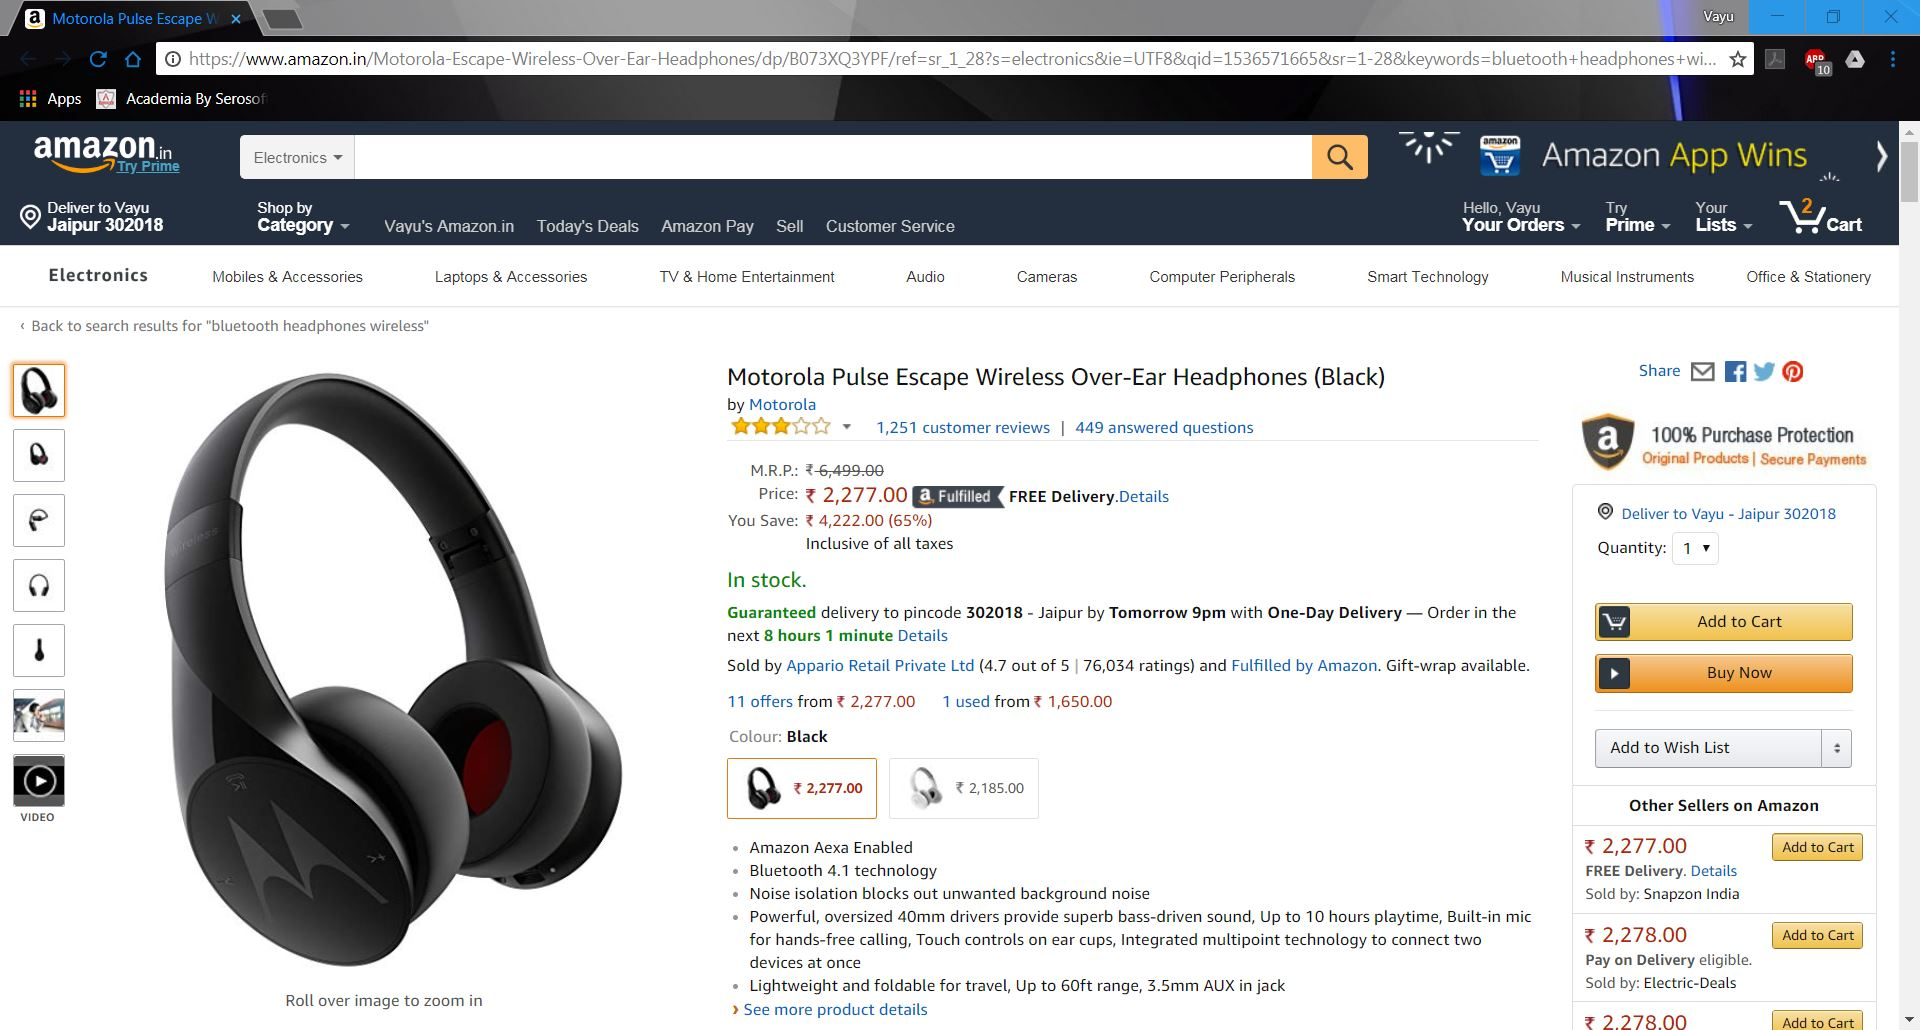 Motorola Pulse Escape W
Vayu
https://www.amazon.in/Motorola-Escape-Wireless-Over-Ear-Headphones/dp/B073XQ3YPF/ref=sr_1_28?s=electronics&ie=UTF8&qid=1536571665&sr=1-28&keywords=bluetooth+headphones+wi...
ABP
10
Apps
Academia By Serosof
amazon.in
Try Prime
Electronics
amazon
Amazon App Wins
Deliver to Vayu
Jaipur 302018
Shop by
Category
Vayu's Amazon.in
Today's Deals
Amazon Pay
Sell
Customer Service
Hello, Vayu
Your Orders
Try
Prime
Your
Lists
2
Cart
Electronics
Mobiles & Accessories
Laptops & Accessories
TV & Home Entertainment
Audio
Cameras
Computer Peripherals
Smart Technology
Musical Instruments
Office & Stationery
‹ Back to search results for "bluetooth headphones wireless"
VIDEO
wireless
Roll over image to zoom in
Motorola Pulse Escape Wireless Over-Ear Headphones (Black)
by Motorola
1,251 customer reviews | 449 answered questions
M.R.P.: ₹ 6,499.00
Price: ₹ 2,277.00 a Fulfilled FREE Delivery.Details
You Save: ₹ 4,222.00 (65%)
Inclusive of all taxes
In stock.
Guaranteed delivery to pincode 302018 - Jaipur by Tomorrow 9pm with One-Day Delivery — Order in the
next 8 hours 1 minute Details
Sold by Appario Retail Private Ltd (4.7 out of 5 | 76,034 ratings) and Fulfilled by Amazon. Gift-wrap available.
11 offers from ₹ 2,277.00 1 used from ₹ 1,650.00
Colour: Black
₹ 2,277.00
₹ 2,185.00
• Amazon Aexa Enabled
• Bluetooth 4.1 technology
• Noise isolation blocks out unwanted background noise
• Powerful, oversized 40mm drivers provide superb bass-driven sound, Up to 10 hours playtime, Built-in mic
for hands-free calling, Touch controls on ear cups, Integrated multipoint technology to connect two
devices at once
• Lightweight and foldable for travel, Up to 60ft range, 3.5mm AUX in jack
› See more product details
Share
a
100% Purchase Protection
Original Products | Secure Payments
Deliver to Vayu - Jaipur 302018
Quantity: 1
Add to Cart
Buy Now
Add to Wish List
Other Sellers on Amazon
₹ 2,277.00
Add to Cart
FREE Delivery. Details
Sold by: Snapzon India
₹ 2,278.00
Add to Cart
Pay on Delivery eligible.
Sold by: Electric-Deals
₹ 2,278.00
Add to Cart